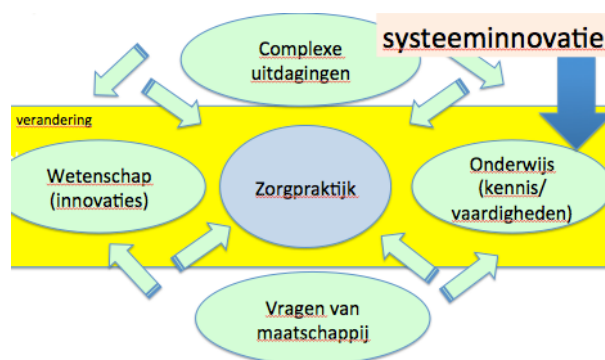 Complexe
uitdagingen
systeeminnovatie
verandering
Wetenschap
(innovaties)
Zorgpraktijk
Onderwijs
(kennis/
vaardigheden)
Vragen van
maatschappij